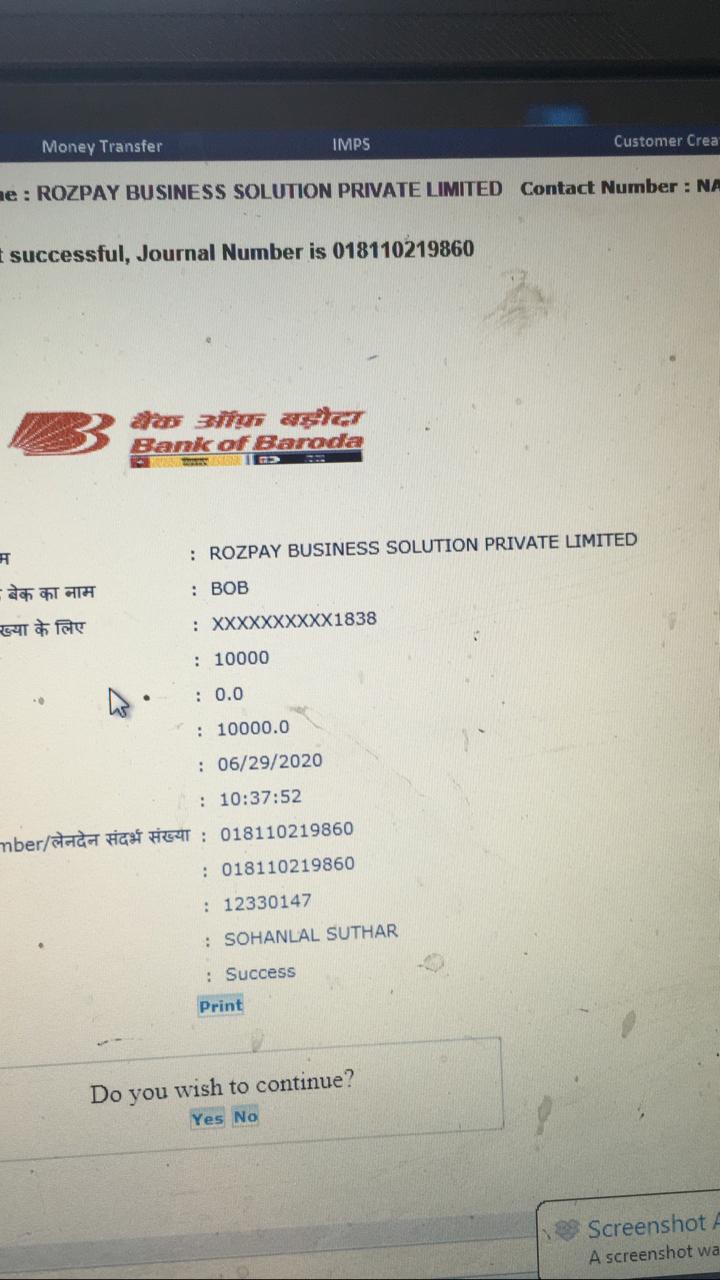 Money Transfer IMPS Customer Crea
e : ROZPAY BUSINESS SOLUTION PRIVATE LIMITED Contact Number : NA
t successful, Journal Number is 018110219860
बैंक ऑफ़ बड़ौदा
Bank of Baroda
म : ROZPAY BUSINESS SOLUTION PRIVATE LIMITED
बेक का नाम : BOB
ख्या के लिए : XXXXXXXXXX1838
: 10000
: 0.0
: 10000.0
: 06/29/2020
: 10:37:52
mber/लेनदेन संदर्भ संख्या : 018110219860
: 018110219860
: 12330147
: SOHANLAL SUTHAR
: Success
Print
Do you wish to continue?
Yes No
Screenshot A
A screenshot wa